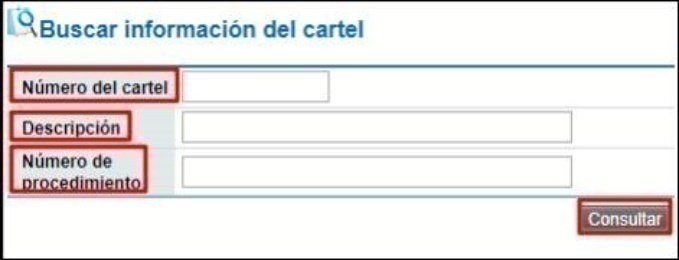 Buscar información del cartel
Número del cartel
Descripción
Número de
procedimiento
Consultar